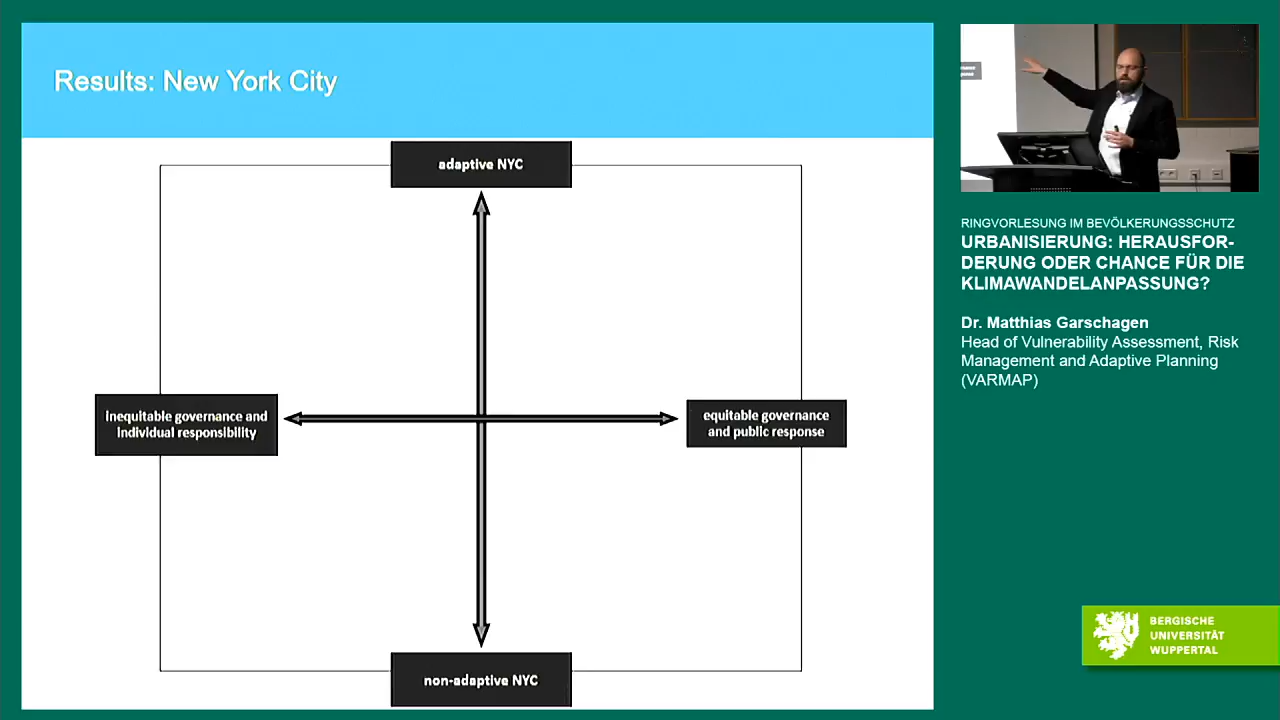 Results: New York City
adaptive NYC
inequitable governance and
individual responsibility
equitable governance
and public response
non-adaptive NYC
RINGVORLESUNG IM BEVÖLKERUNGSSCHUTZ
URBANISIERUNG: HERAUSFOR-
DERUNG ODER CHANCE FÜR DIE
KLIMAWANDELANPASSUNG?
Dr. Matthias Garschagen
Head of Vulnerability Assessment, Risk
Management and Adaptive Planning
(VARMAP)
BERGISCHE
UNIVERSITÄT
WUPPERTAL